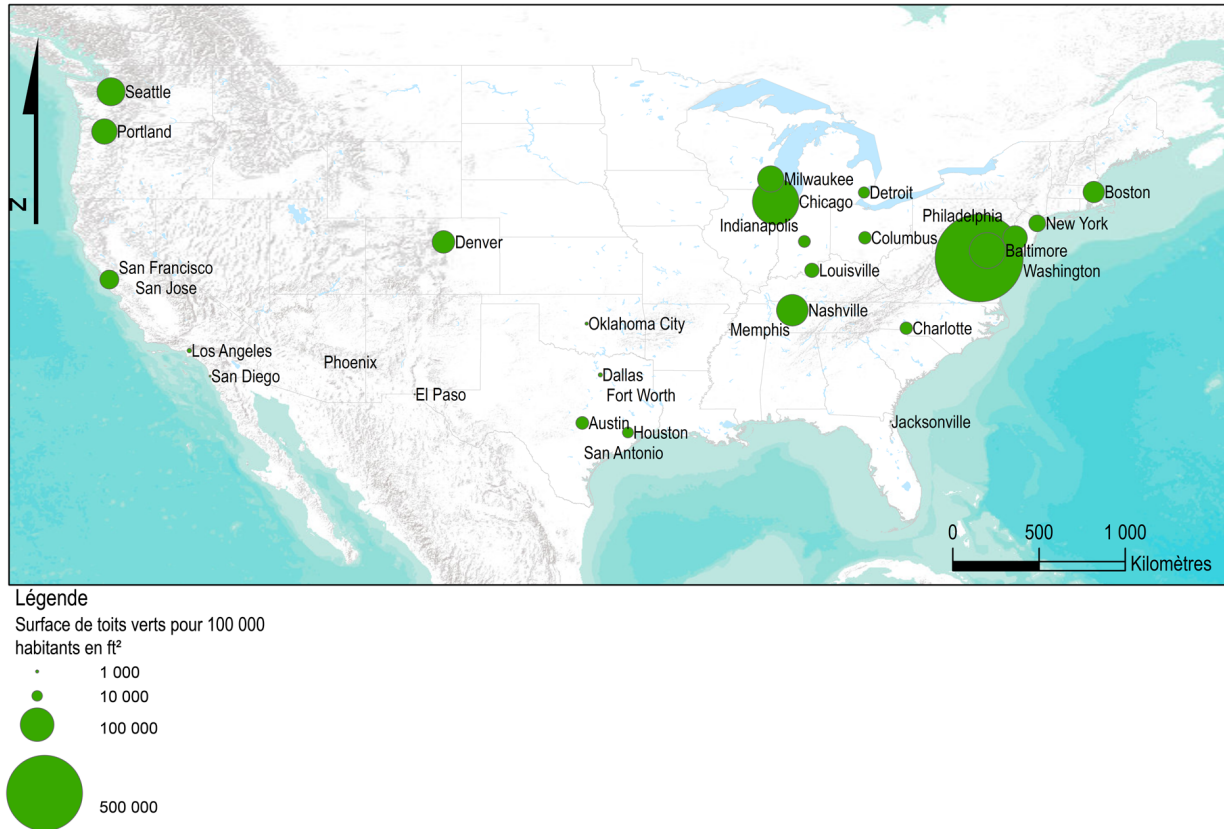 Seattle
Portland
N
Milwaukee
Detroit
Boston
Chicago
Philadelphia
New York
Indianapolis
Columbus
Denver
Baltimore
San Francisco
Louisville
Washington
San Jose
Nashville
Oklahoma City
Memphis
Charlotte
Los Angeles
Phoenix
San Diego
Dallas
El Paso
Fort Worth
Austin
Jacksonville
Houston
San Antonio
0 500 1 000
Kilomètres
Légende
Surface de toits verts pour 100 000
habitants en ft²
1 000
10 000
100 000
500 000